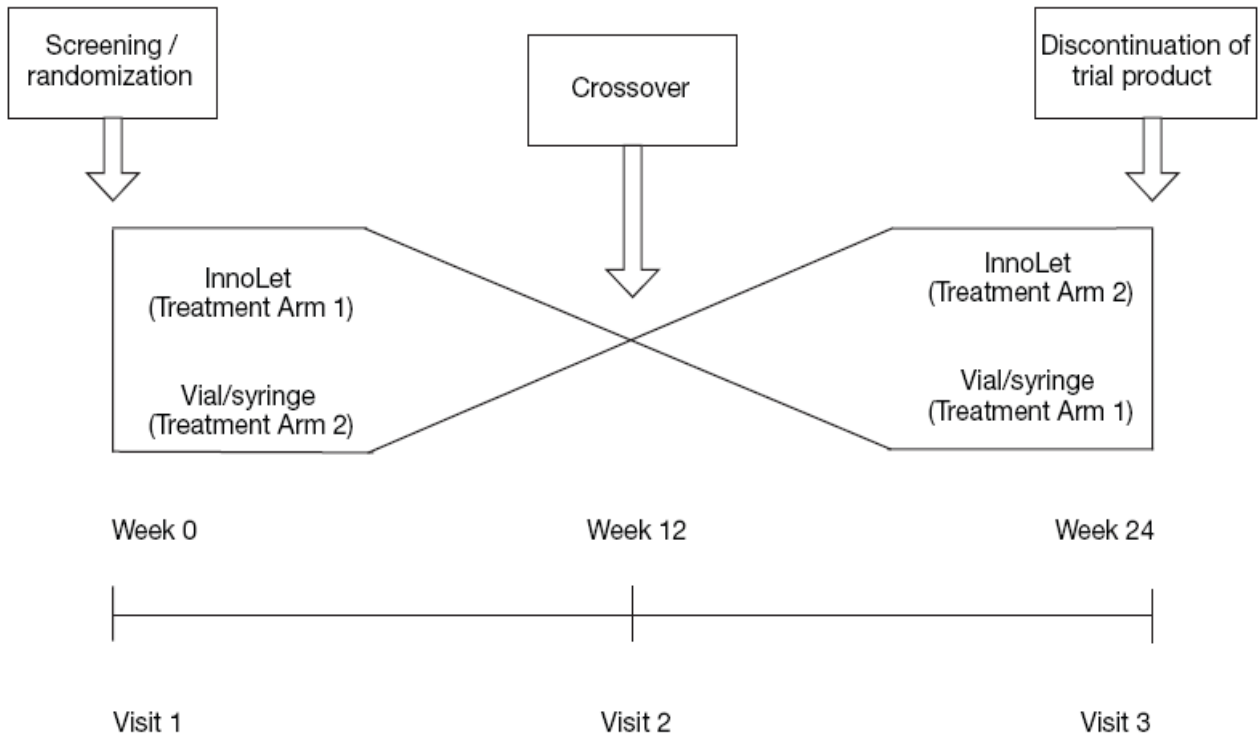 Screening /
randomization
Crossover
Discontinuation of
trial product
InnoLet
(Treatment Arm 1)
Vial/syringe
(Treatment Arm 2)
InnoLet
(Treatment Arm 2)
Vial/syringe
(Treatment Arm 1)
Week 0
Week 12
Week 24
Visit 1
Visit 2
Visit 3